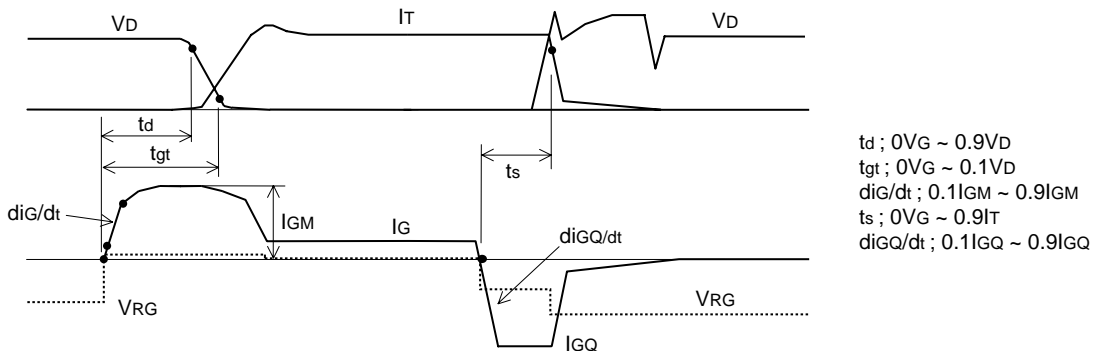 VD
IT
VD
td
tgt
ts
diG/dt
IGM
IG
diGQ/dt
VRG
VRG
IGQ
td ; 0VG ~ 0.9VD
tgt ; 0VG ~ 0.1VD
diG/dt ; 0.1IGM ~ 0.9IGM
ts ; 0VG ~ 0.9IT
diGQ/dt ; 0.1IGQ ~ 0.9IGQ